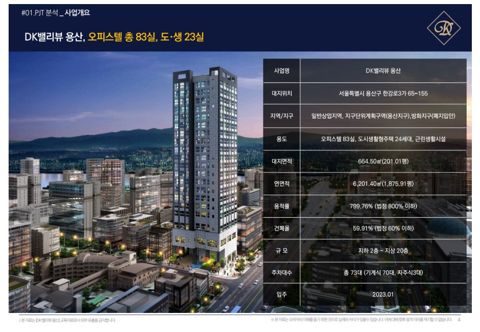 #01.PJT 분석 _ 사업개요
DK밸리뷰 용산, 오피스텔 총 83실, 도·생 23실
사업명 DK밸리뷰 용산
대지위치 서울특별시 용산구 한강로3가 65-155
지역/지구 일반상업지역, 지구단위계획구역(용산지구),방화지구(폐지입안)
용도 오피스텔 83실, 도시생활형주택 24세대, 근린생활시설
대지면적 664.50㎡(201.01평)
연면적 6,201.40㎡(1,875.91평)
용적률 799.76% (법정 800% 이하)
건폐율 59.91% (법정 60% 이하)
규 모 지하 2층 ~ 지상 20층
주차대수 총 73대 (기계식 70대, 자주식3대)
입주 2023.01
4